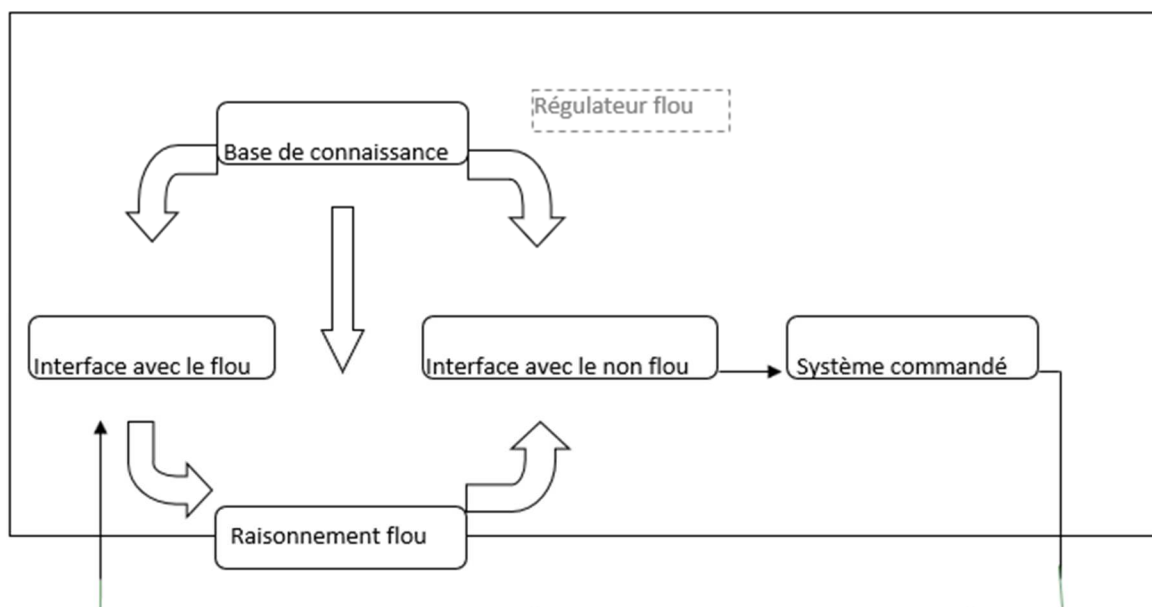 Régulateur flou
Base de connaissance
Interface avec le flou
Interface avec le non flou
Système commandé
Raisonnement flou